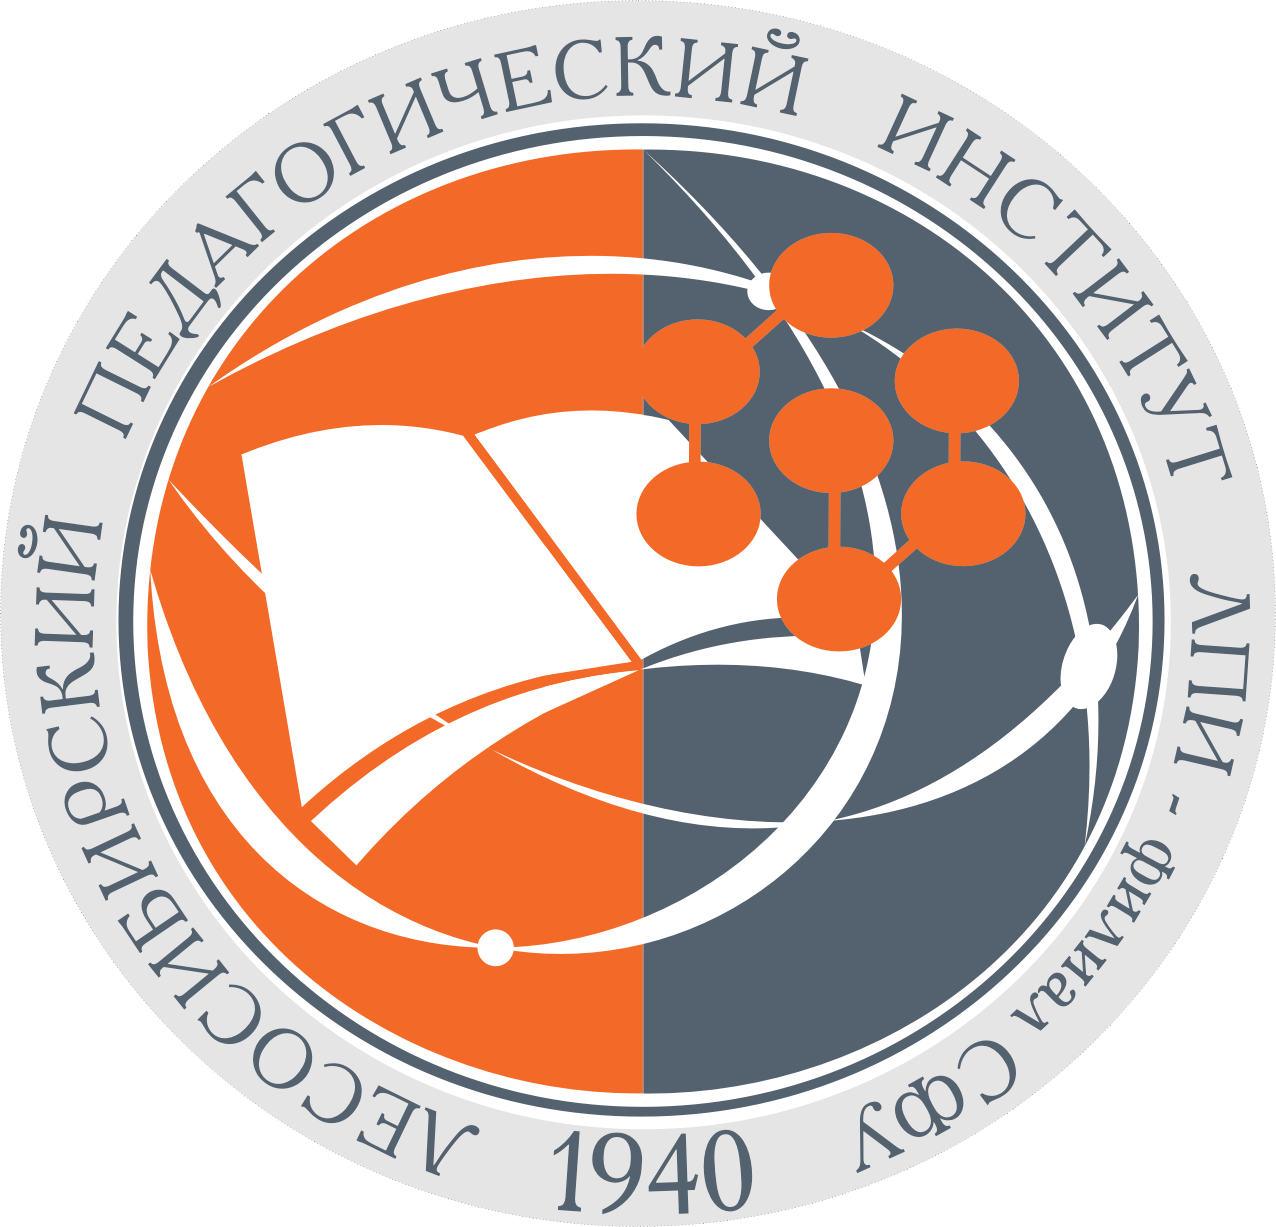 ЛЕСОСИБИРСКИЙ ПЕДАГОГИЧЕСКИЙ ИНСТИТУТ
ЛПИ - филиал СФУ
1940